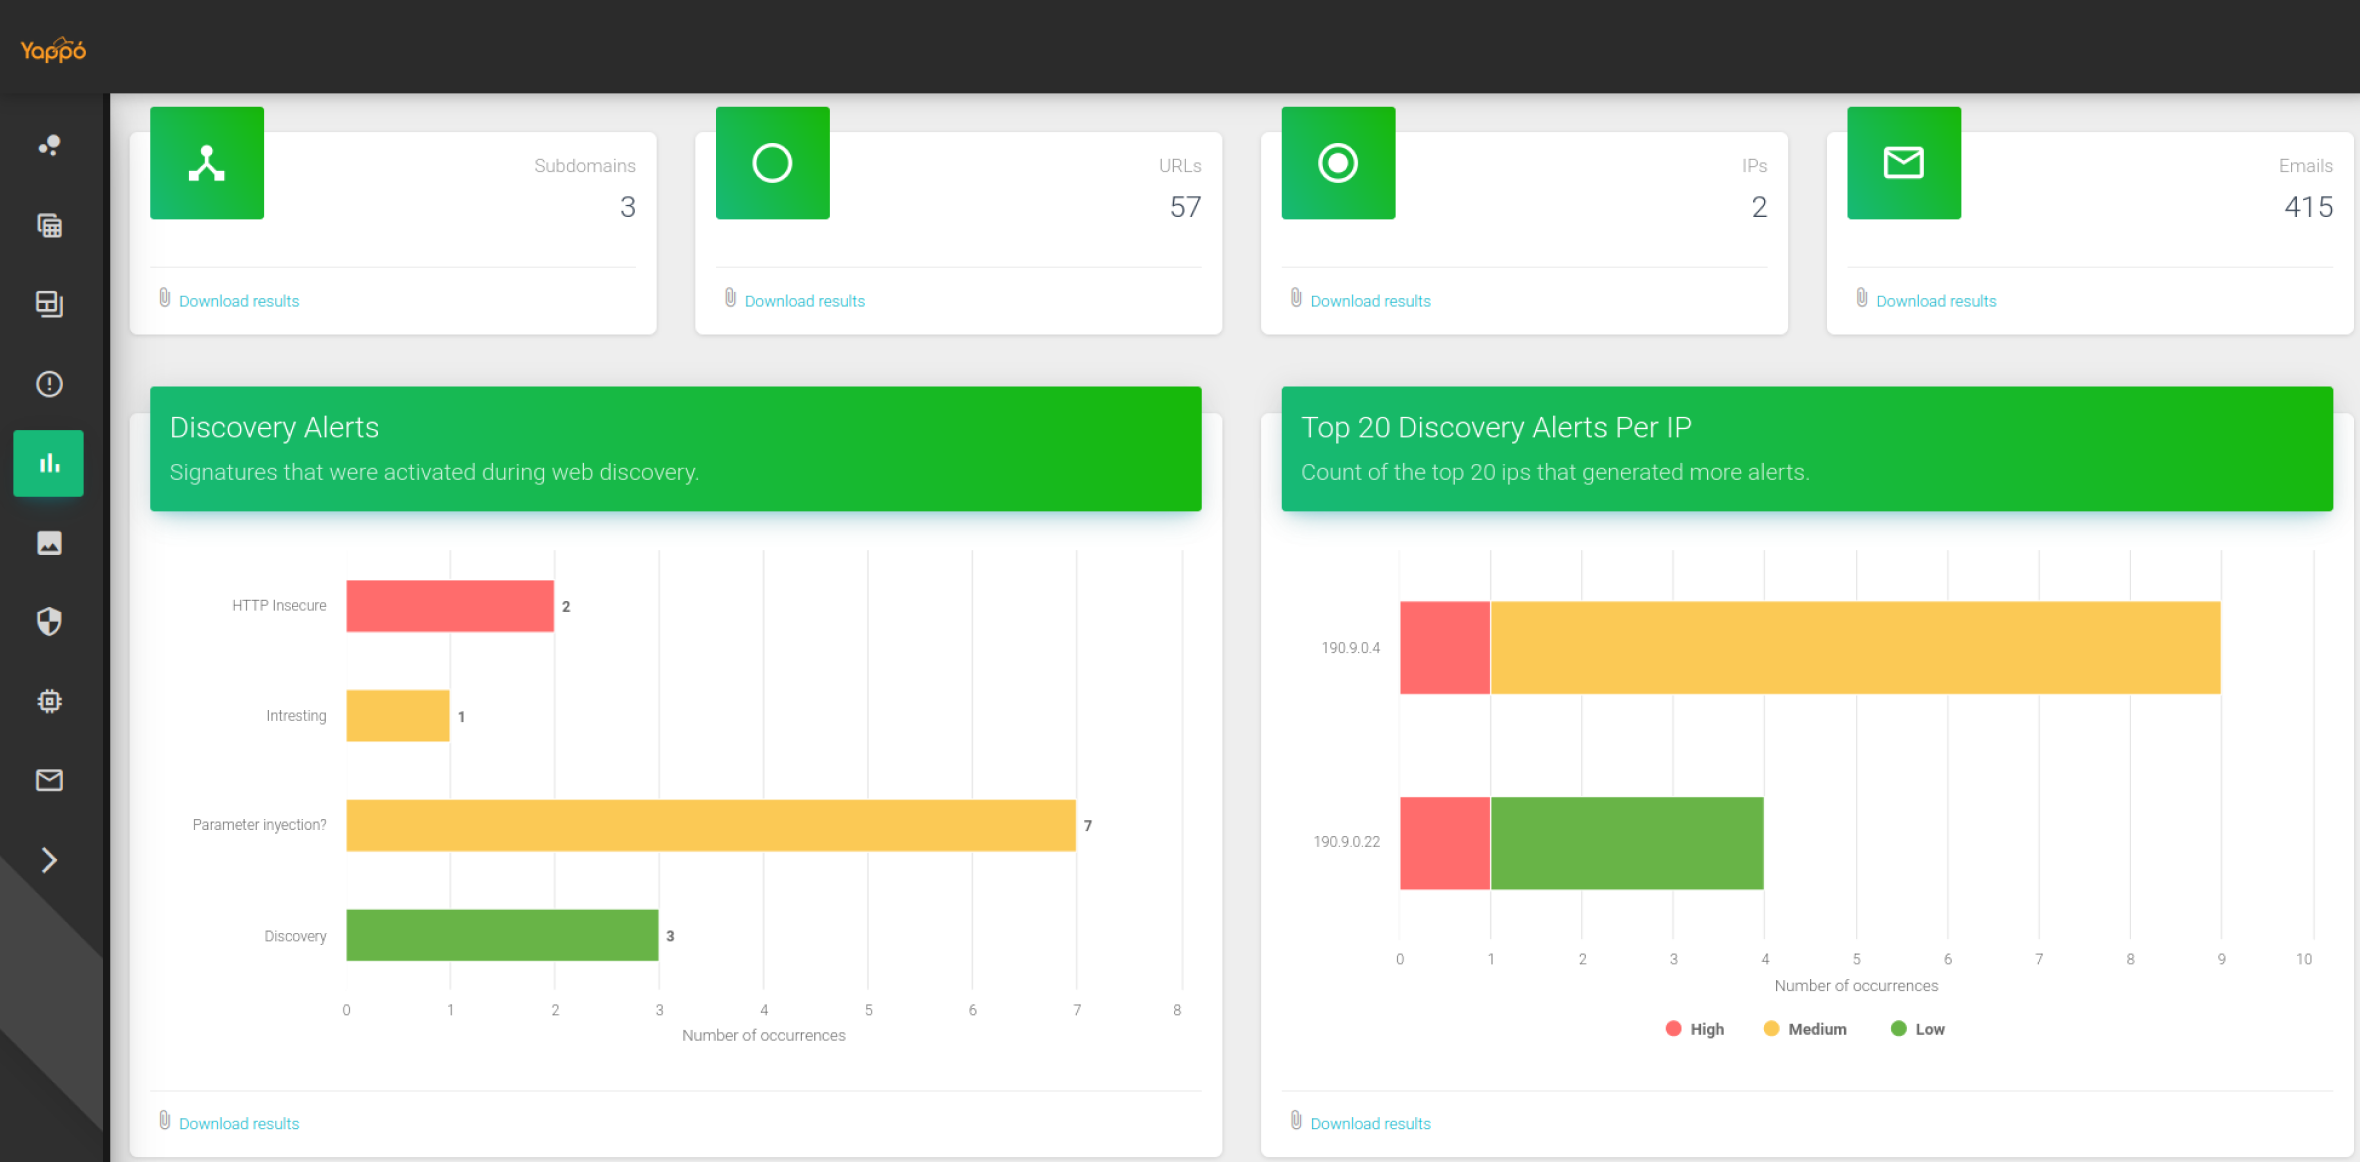 Yappó
Subdomains
3
Download results
URLs
57
Download results
IPs
2
Download results
Emails
415
Download results
Discovery Alerts
Signatures that were activated during web discovery.
HTTP Insecure
2
Intresting
1
Parameter inyection?
7
Discovery
3
0 1 2 3 4 5 6 7 8
Number of occurrences
Download results
Top 20 Discovery Alerts Per IP
Count of the top 20 ips that generated more alerts.
190.9.0.4
190.9.0.22
0 1 2 3 4 5 6 7 8 9 10
Number of occurrences
High Medium Low
Download results